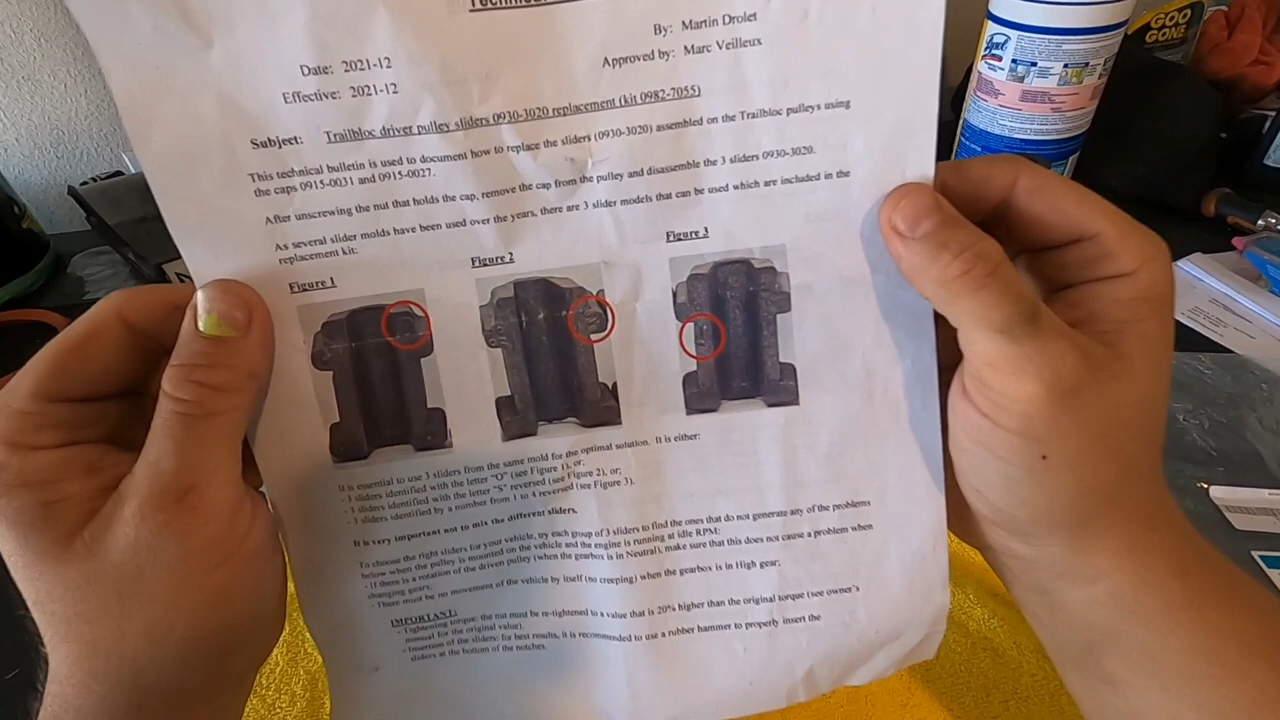 Technical
By: Martin Drolet
Date: 2021-12
Approved by: Marc Veilleux
Effective: 2021-12
Subject: Trailbloc driver pulley sliders 0930-3020 replacement (kit 0982-7055)
This technical bulletin is used to document how to replace the sliders (0930-3020) assembled on the Trailbloc pulleys using
the caps 0915-0031 and 0915-0027.
After unscrewing the nut that holds the cap, remove the cap from the pulley and disassemble the 3 sliders 0930-3020.
As several slider molds have been used over the years, there are 3 slider models that can be used which are included in the
replacement kit:
Figure 1
Figure 2
Figure 3
It is essential to use 3 sliders from the same mold for the optimal solution. It is either:
- 3 sliders identified with the letter "O" (see Figure 1), or;
- 3 sliders identified with the letter "S" reversed (see Figure 2), or;
- 3 sliders identified by a number from 1 to 4 reversed (see Figure 3).
It is very important not to mix the different sliders.
To choose the right sliders for your vehicle, try each group of 3 sliders to find the ones that do not generate any of the problems
below when the pulley is mounted on the vehicle and the engine is running at idle RPM:
- If there is a rotation of the driven pulley (when the gearbox is in Neutral), make sure that this does not cause a problem when
changing gears;
- There must be no movement of the vehicle by itself (no creeping) when the gearbox is in High gear;
IMPORTANT:
- Tightening torque: the nut must be re-tightened to a value that is 20% higher than the original torque (see owner's
manual for the original value).
- Insertion of the sliders: for best results, it is recommended to use a rubber hammer to properly insert the
sliders at the bottom of the notches.
Lysol
GOO
GONE